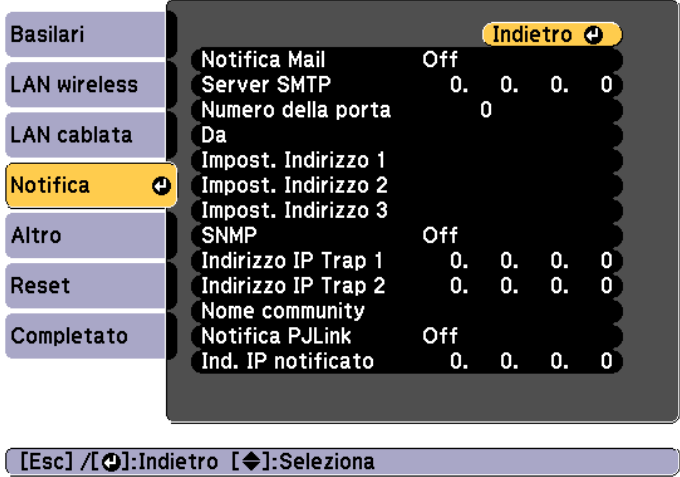 Basilari
LAN wireless
LAN cablata
Notifica
Altro
Reset
Completato
Indietro
Notifica Mail Off
Server SMTP 0. 0. 0. 0
Numero della porta 0
Da
Impost. Indirizzo 1
Impost. Indirizzo 2
Impost. Indirizzo 3
SNMP Off
Indirizzo IP Trap 1 0. 0. 0. 0
Indirizzo IP Trap 2 0. 0. 0. 0
Nome community
Notifica PJLink Off
Ind. IP notificato 0. 0. 0. 0
[Esc] /[⏎]:Indietro [◆]:Seleziona